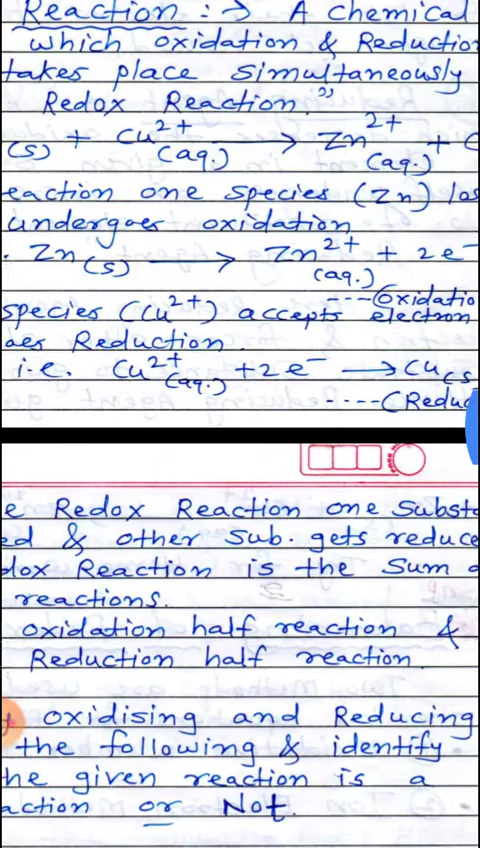 Reaction :→ A chemical
which oxidation & Reductio
takes place simultaneously
Redox Reaction.
(s) + Cu²⁺(aq.) → Zn²⁺(aq.) + C
eaction one species (Zn) los
undergoes oxidation
. Zn(s) → Zn²⁺(aq.) + 2e⁻
---(Oxidatio
species (Cu²⁺) accepts electron
oes Reduction.
i.e. Cu²⁺(aq.) + 2e⁻ → Cu(s
----(Reduc
e Redox Reaction one Subst
ed & other Sub. gets reduce
dox Reaction is the Sum o
reactions.
oxidation half reaction &
Reduction half reaction
oxidising and Reducing
the following & identify
he given reaction is a
action or Not.